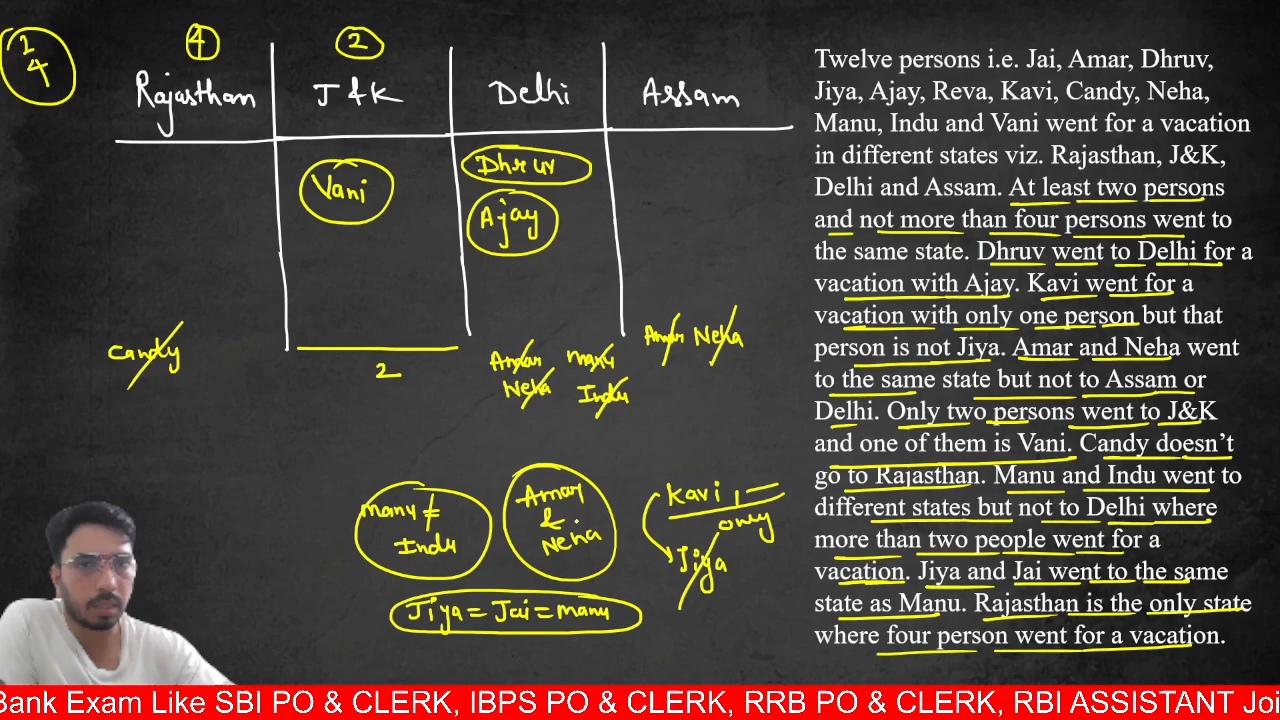 1
4
4
2
Rajasthan J&K Delhi Assam
Vani
Dhruv
Ajay
Candy
2
Amar Manu
Neha Indu
Amar Neha
Manu ≠
Indu
Amar
&
Neha
Kavi,
only
Jiya
Jiya = Jai = Manu
Twelve persons i.e. Jai, Amar, Dhruv,
Jiya, Ajay, Reva, Kavi, Candy, Neha,
Manu, Indu and Vani went for a vacation
in different states viz. Rajasthan, J&K,
Delhi and Assam. At least two persons
and not more than four persons went to
the same state. Dhruv went to Delhi for a
vacation with Ajay. Kavi went for a
vacation with only one person but that
person is not Jiya. Amar and Neha went
to the same state but not to Assam or
Delhi. Only two persons went to J&K
and one of them is Vani. Candy doesn’t
go to Rajasthan. Manu and Indu went to
different states but not to Delhi where
more than two people went for a
vacation. Jiya and Jai went to the same
state as Manu. Rajasthan is the only state
where four person went for a vacation.
Bank Exam Like SBI PO & CLERK, IBPS PO & CLERK, RRB PO & CLERK, RBI ASSISTANT Joi